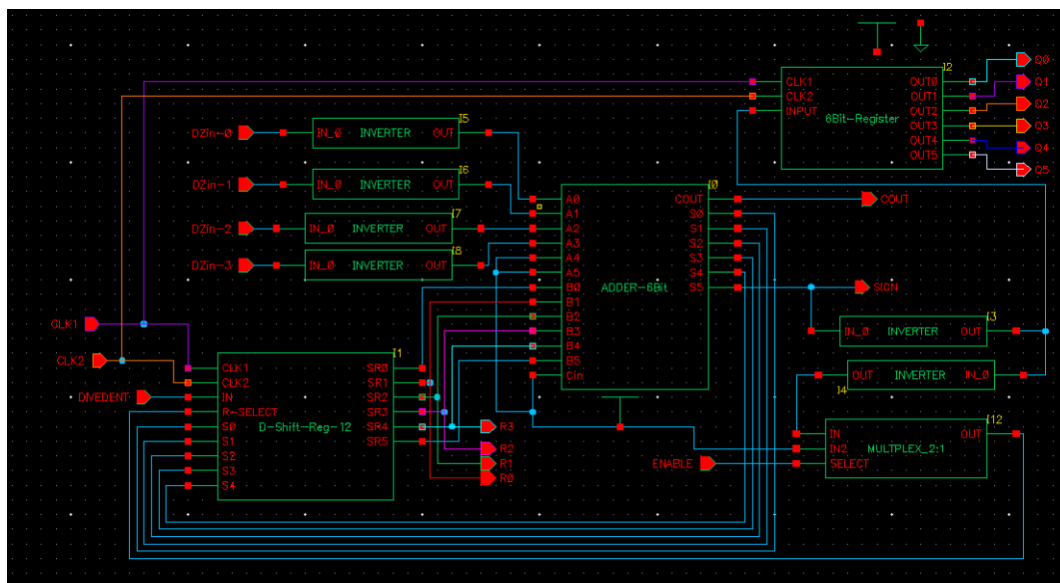 I2
CLK1
CLK2
INPUT
6Bit-Register
OUT0
OUT1
OUT2
OUT3
OUT4
OUT5
Q0
Q1
Q2
Q3
Q4
Q5
DZin-0
IN_0 INVERTER OUT
I5
DZin-1
IN_0 INVERTER OUT
I6
DZin-2
IN_0 INVERTER OUT
I7
DZin-3
IN_0 INVERTER OUT
I8
I0
A0
A1
A2
A3
A4
A5
B0
B1
B2
B3
B4
B5
Cin
ADDER-6Bit
COUT
S0
S1
S2
S3
S4
S5
COUT
SIGN
I3
IN_0 INVERTER OUT
OUT INVERTER IN_0
I4
CLK1
CLK2
DIVEDENT
I1
CLK1
CLK2
IN
R-SELECT
S0
S1
S2
S3
S4
D-Shift-Reg-12
SR0
SR1
SR2
SR3
SR4
SR5
R3
R2
R1
R0
ENABLE
I12
IN
IN2
SELECT
MULTPLEX_2:1
OUT